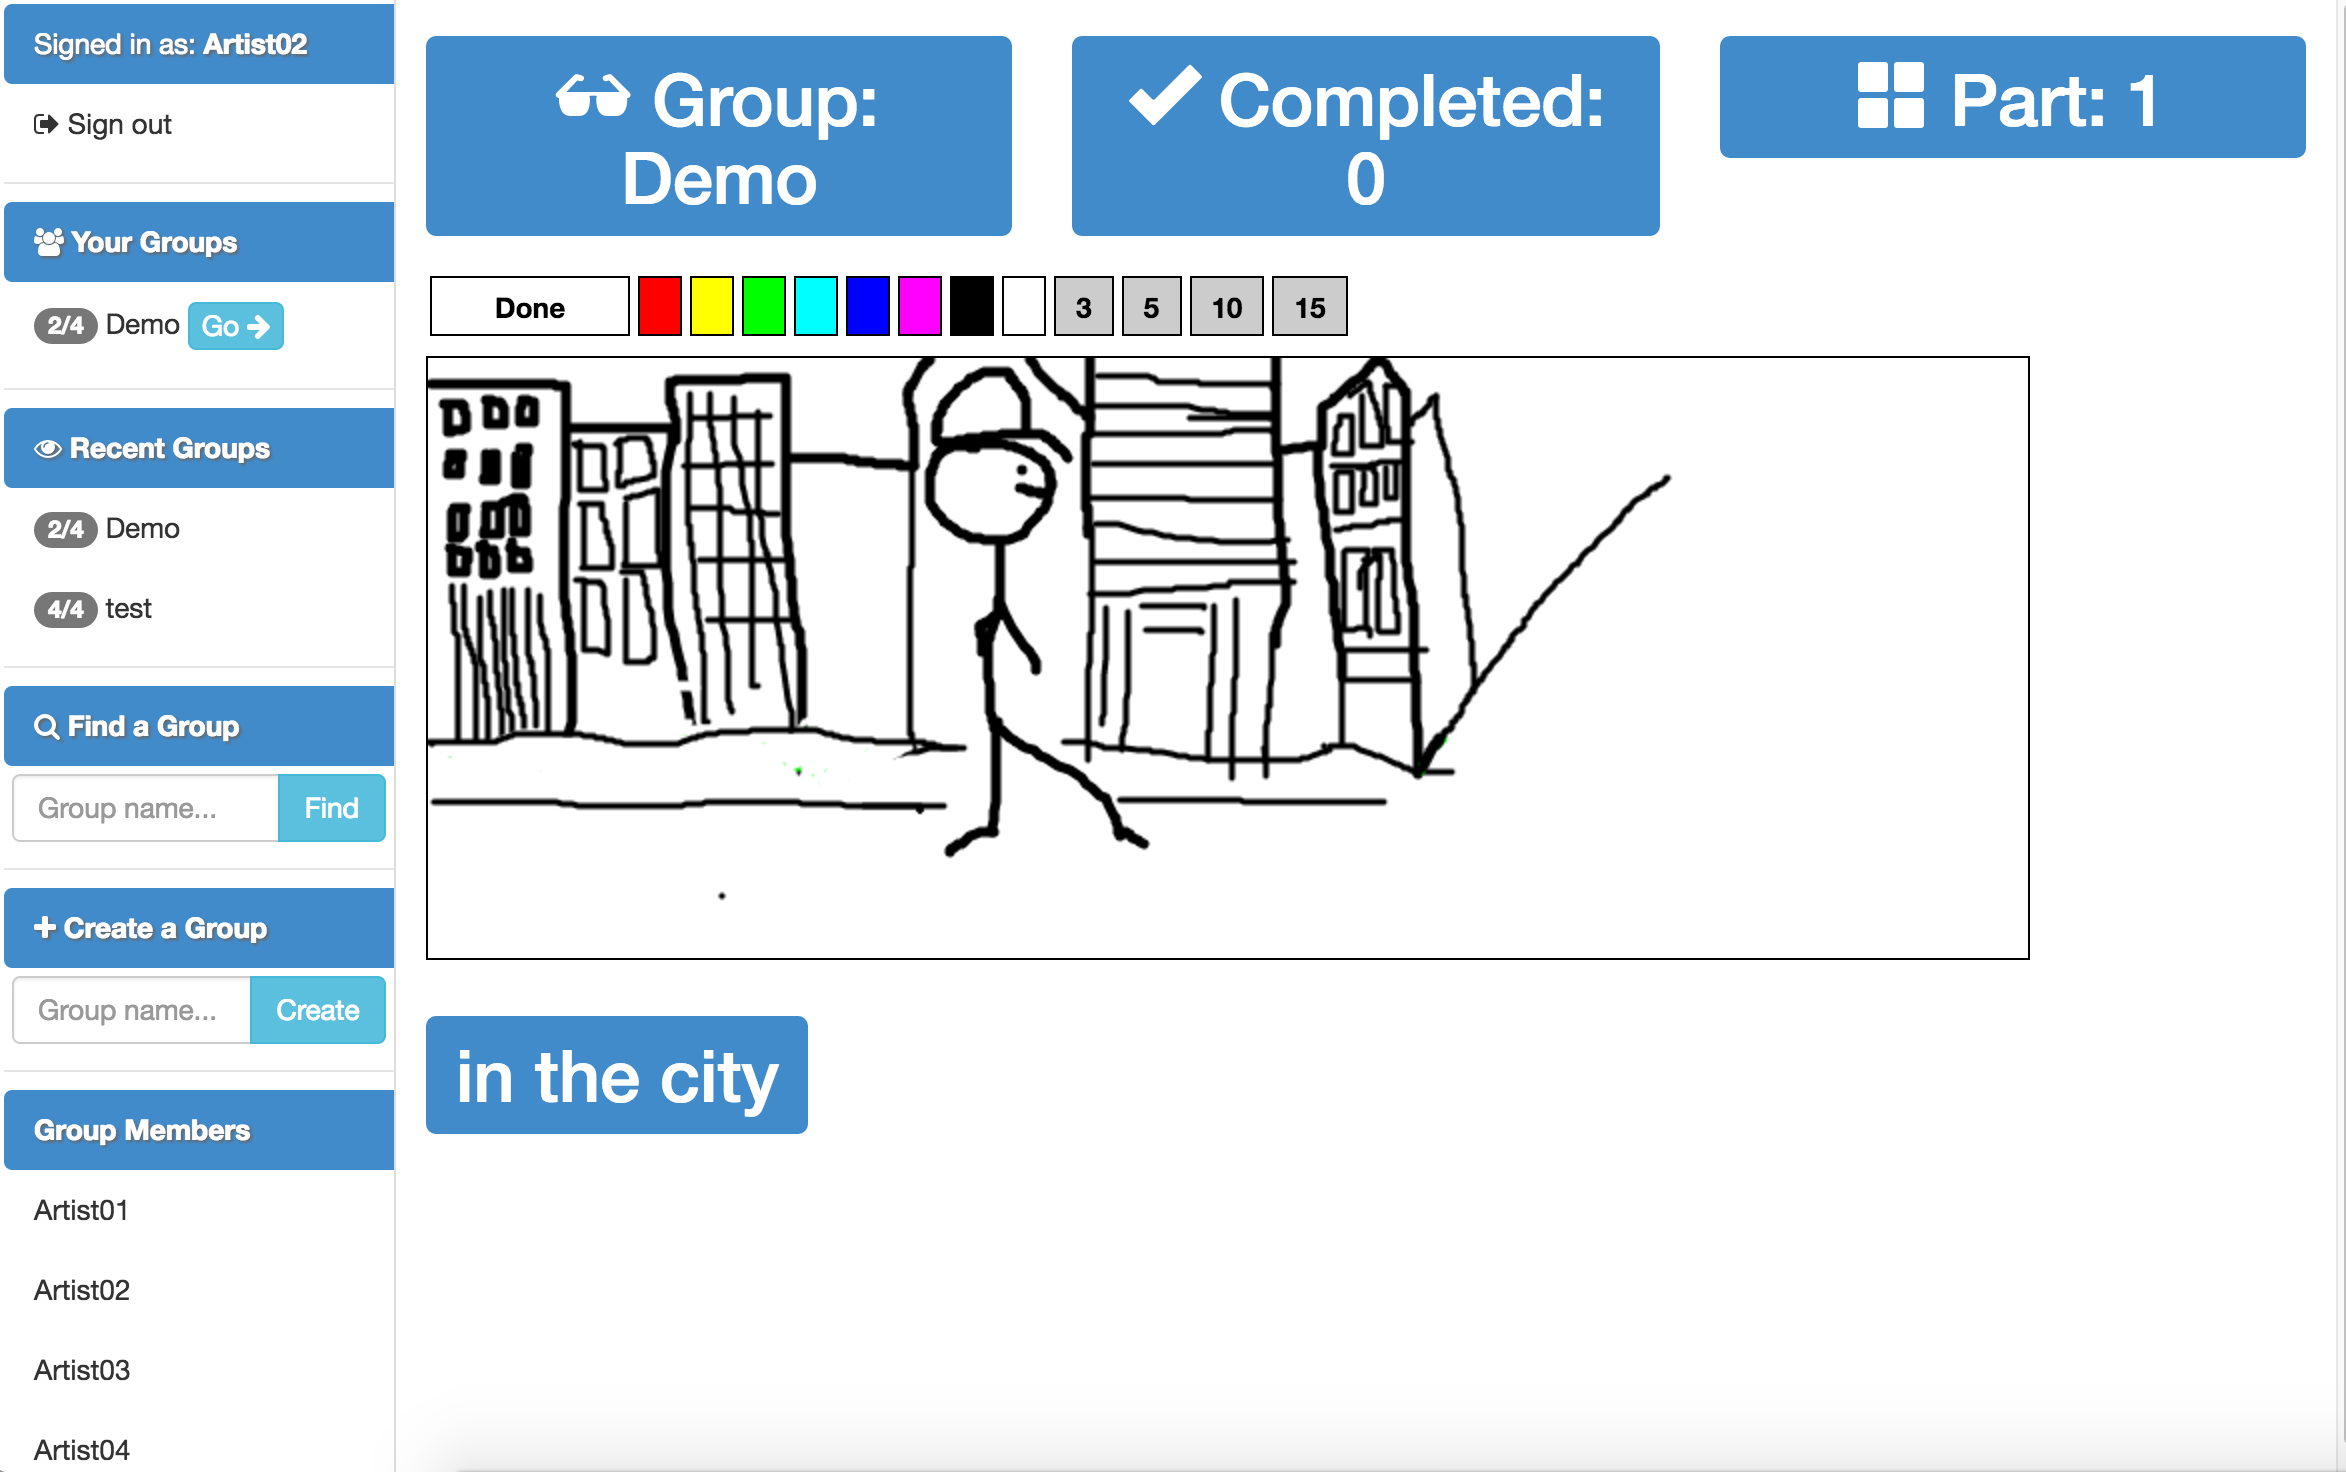 Signed in as: Artist02
Sign out
Your Groups
2/4 Demo Go
Recent Groups
2/4 Demo
4/4 test
Find a Group
Group name... Find
Create a Group
Group name... Create
Group Members
Artist01
Artist02
Artist03
Artist04
Group:
Demo
Completed:
0
Part: 1
Done 3 5 10 15
in the city